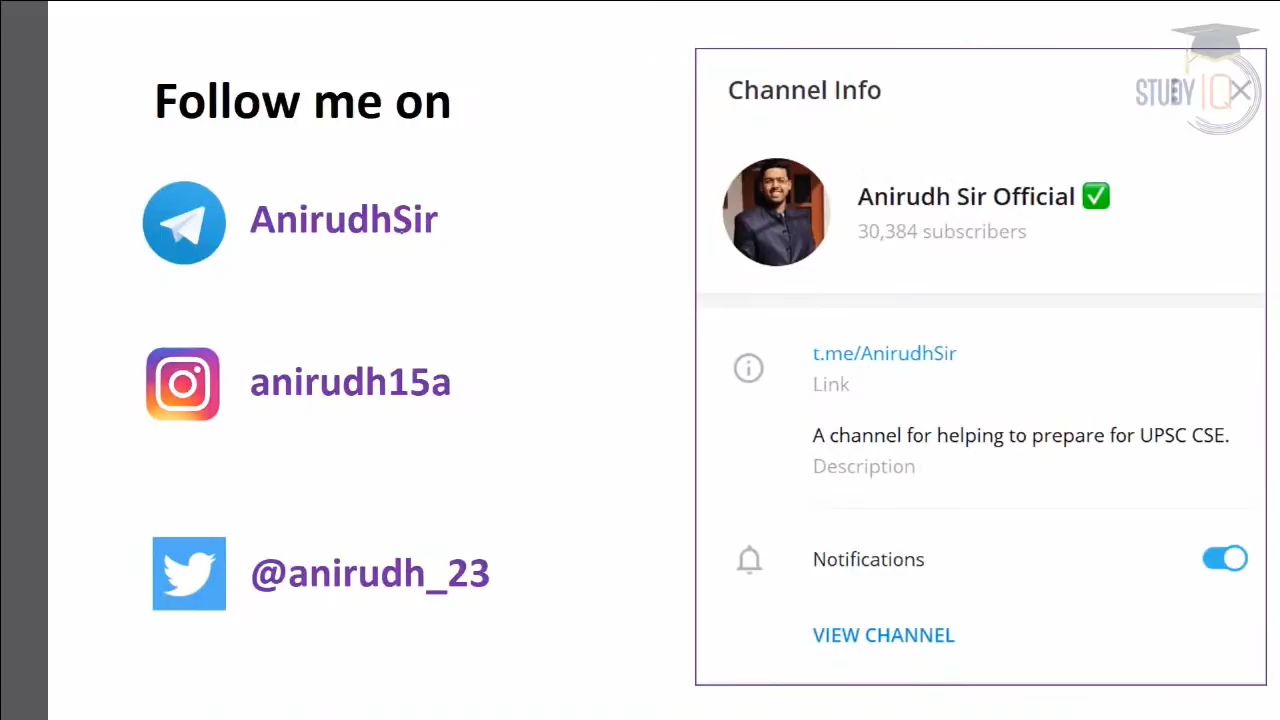 Follow me on
AnirudhSir
anirudh15a
@anirudh_23
STUDY IQ
Channel Info
Anirudh Sir Official ✅
30,384 subscribers
t.me/AnirudhSir
Link
A channel for helping to prepare for UPSC CSE.
Description
Notifications
VIEW CHANNEL